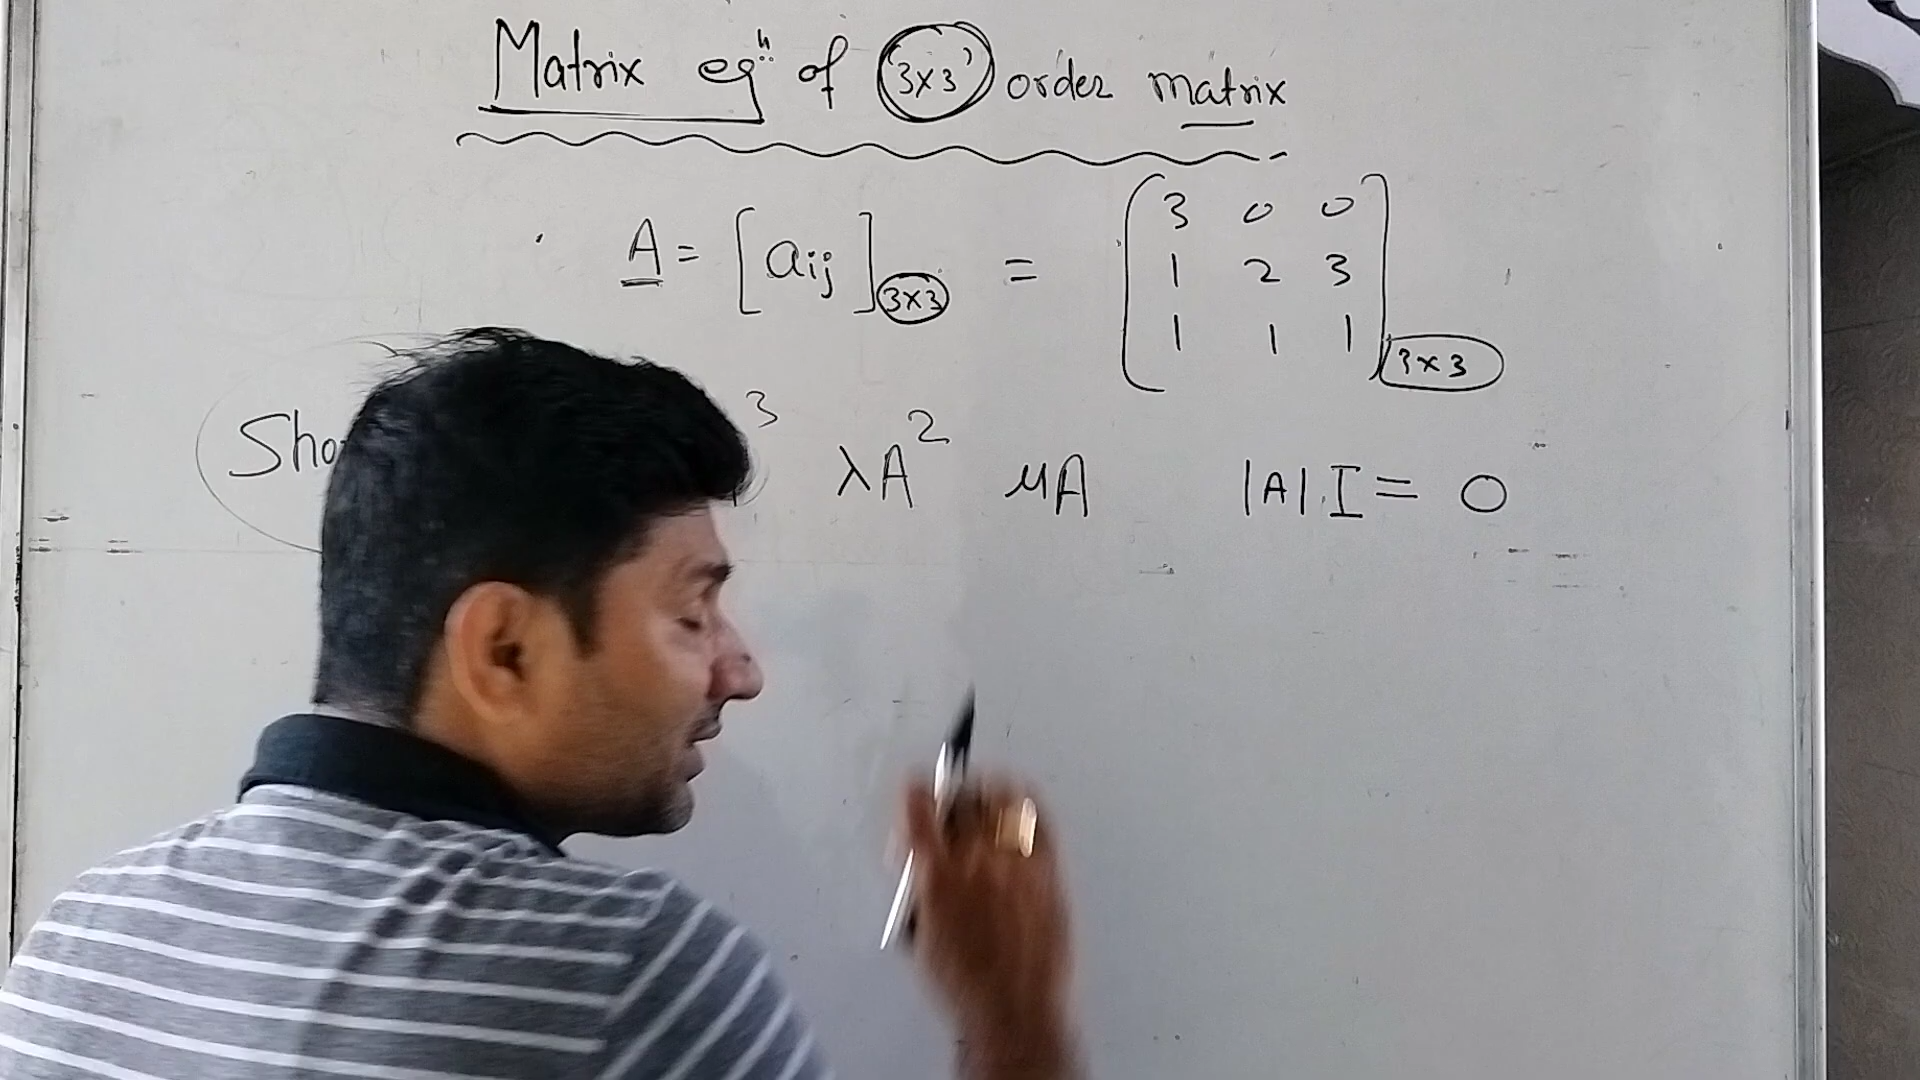 Matrix eqⁿ of 3x3 order matrix
A = [aij]3x3 = [3 0 0
1 2 3
1 1 1]3x3
3 λA² μA |A|.I = 0